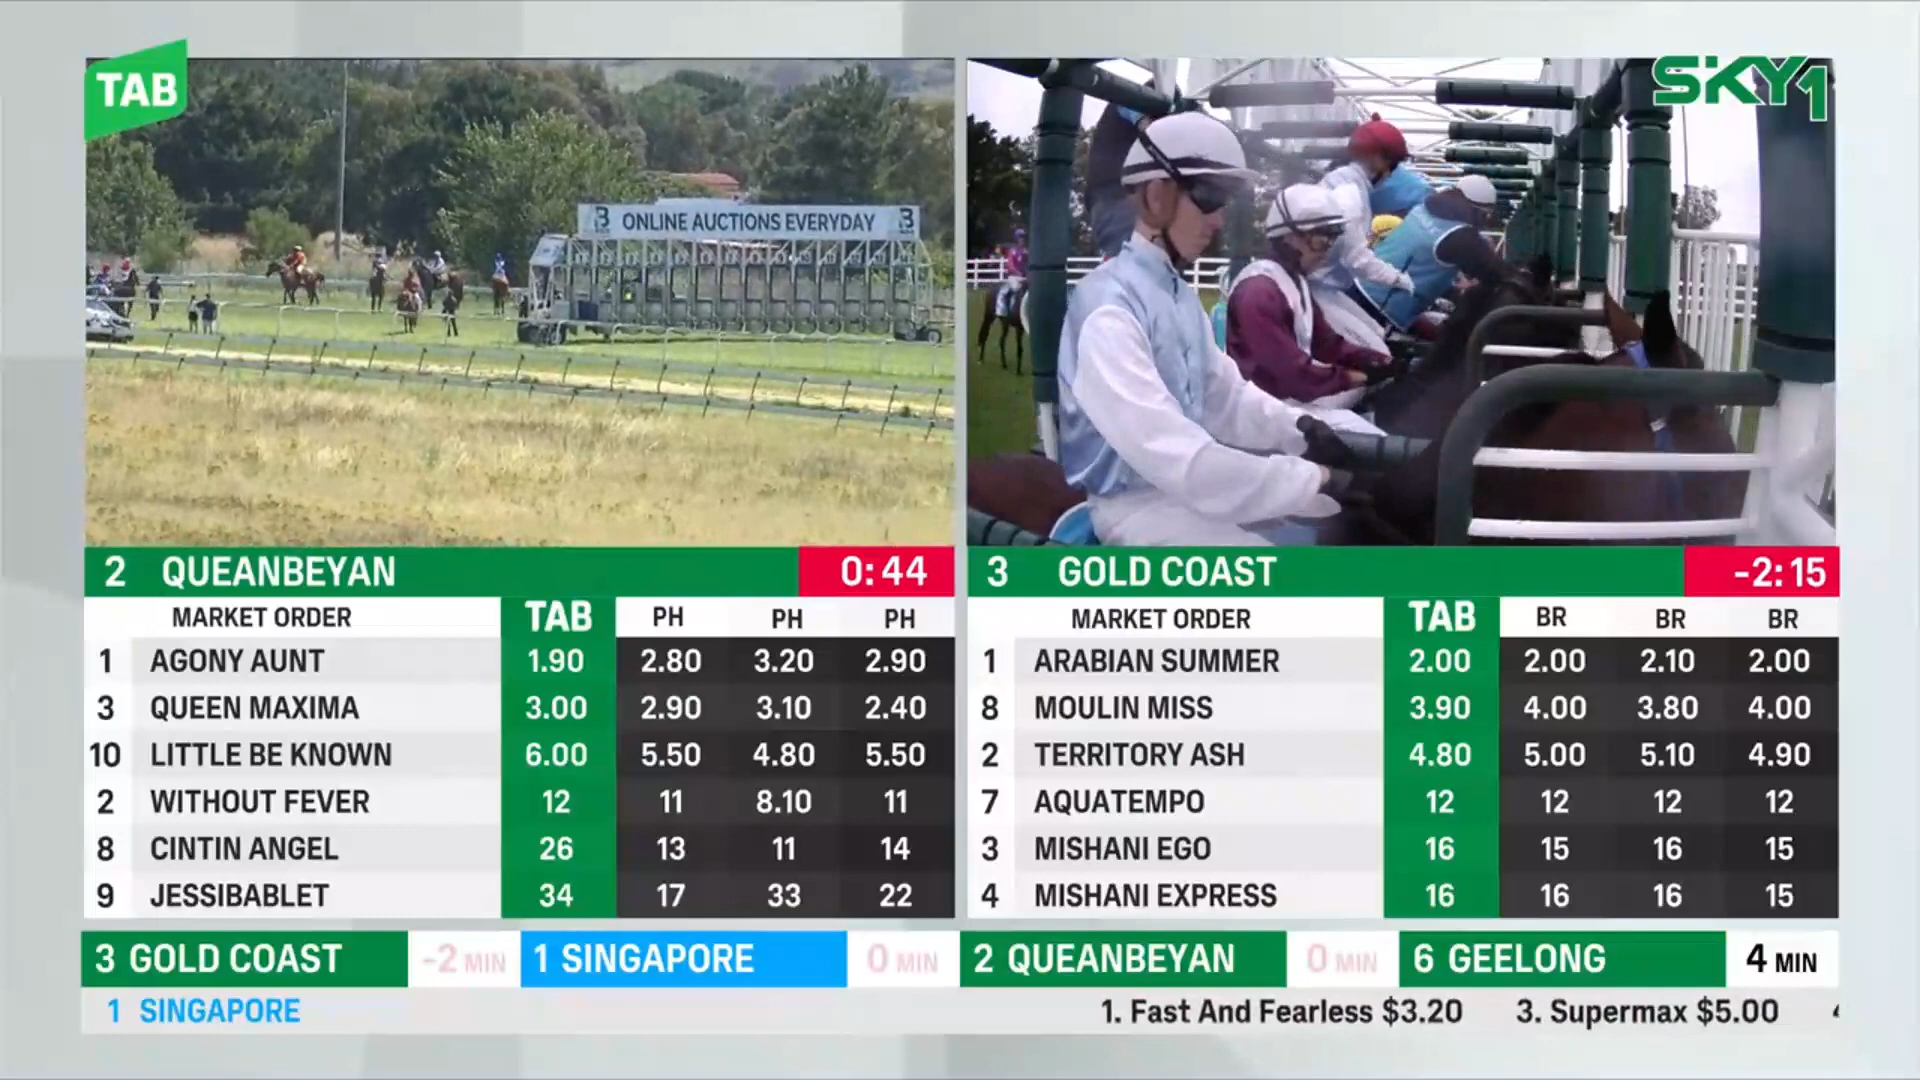 TAB
SKY1
ONLINE AUCTIONS EVERYDAY
2 QUEANBEYAN 0:44
MARKET ORDER TAB PH PH PH
1 AGONY AUNT 1.90 2.80 3.20 2.90
3 QUEEN MAXIMA 3.00 2.90 3.10 2.40
10 LITTLE BE KNOWN 6.00 5.50 4.80 5.50
2 WITHOUT FEVER 12 11 8.10 11
8 CINTIN ANGEL 26 13 11 14
9 JESSIBABLET 34 17 33 22
3 GOLD COAST -2:15
MARKET ORDER TAB BR BR BR
1 ARABIAN SUMMER 2.00 2.00 2.10 2.00
8 MOULIN MISS 3.90 4.00 3.80 4.00
2 TERRITORY ASH 4.80 5.00 5.10 4.90
7 AQUATEMPO 12 12 12 12
3 MISHANI EGO 16 15 16 15
4 MISHANI EXPRESS 16 16 16 15
3 GOLD COAST -2 MIN 1 SINGAPORE 0 MIN 2 QUEANBEYAN 0 MIN 6 GEELONG 4 MIN
1 SINGAPORE 1. Fast And Fearless $3.20 3. Supermax $5.00